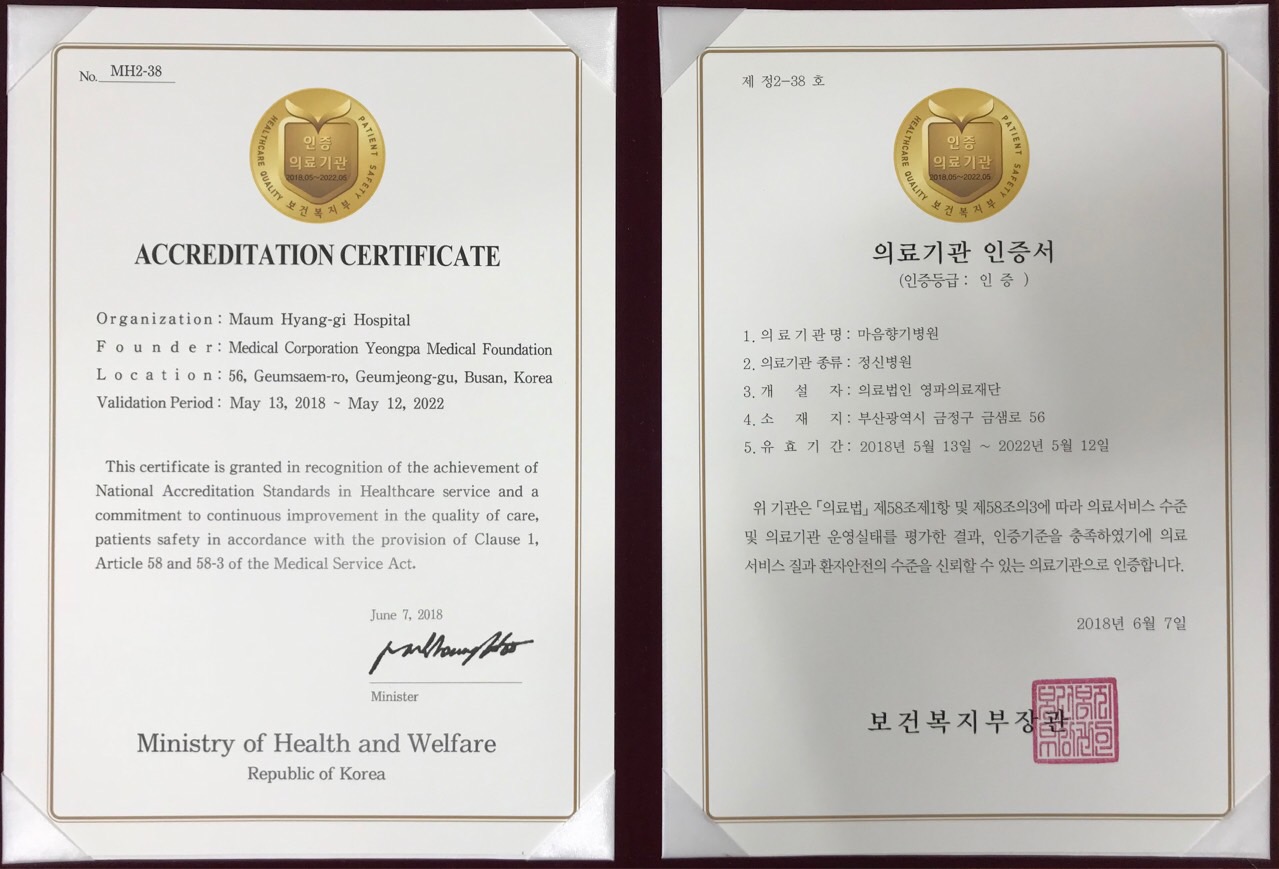 No. MH2-38
HEALTHCARE QUALITY PATIENT SAFETY
인증
의료기관
2018.05~2022.05
보건복지부
ACCREDITATION CERTIFICATE
Organization : Maum Hyang-gi Hospital
Founder : Medical Corporation Yeongpa Medical Foundation
Location : 56, Geumsaem-ro, Geumjeong-gu, Busan, Korea
Validation Period : May 13, 2018 ~ May 12, 2022
This certificate is granted in recognition of the achievement of
National Accreditation Standards in Healthcare service and a
commitment to continuous improvement in the quality of care,
patients safety in accordance with the provision of Clause 1,
Article 58 and 58-3 of the Medical Service Act.
June 7, 2018
Minister
Ministry of Health and Welfare
Republic of Korea
제 정2-38 호
HEALTHCARE QUALITY PATIENT SAFETY
인증
의료기관
2018.05~2022.05
보건복지부
의료기관 인증서
(인증등급 : 인 증 )
1. 의료기관명 : 마음향기병원
2. 의료기관 종류 : 정신병원
3. 개 설 자 : 의료법인 영파의료재단
4. 소 재 지 : 부산광역시 금정구 금샘로 56
5. 유 효 기 간 : 2018년 5월 13일 ~ 2022년 5월 12일
위 기관은 「의료법」 제58조제1항 및 제58조의3에 따라 의료서비스 수준
및 의료기관 운영실태를 평가한 결과, 인증기준을 충족하였기에 의료
서비스 질과 환자안전의 수준을 신뢰할 수 있는 의료기관으로 인증합니다.
2018년 6월 7일
보건복지부장관